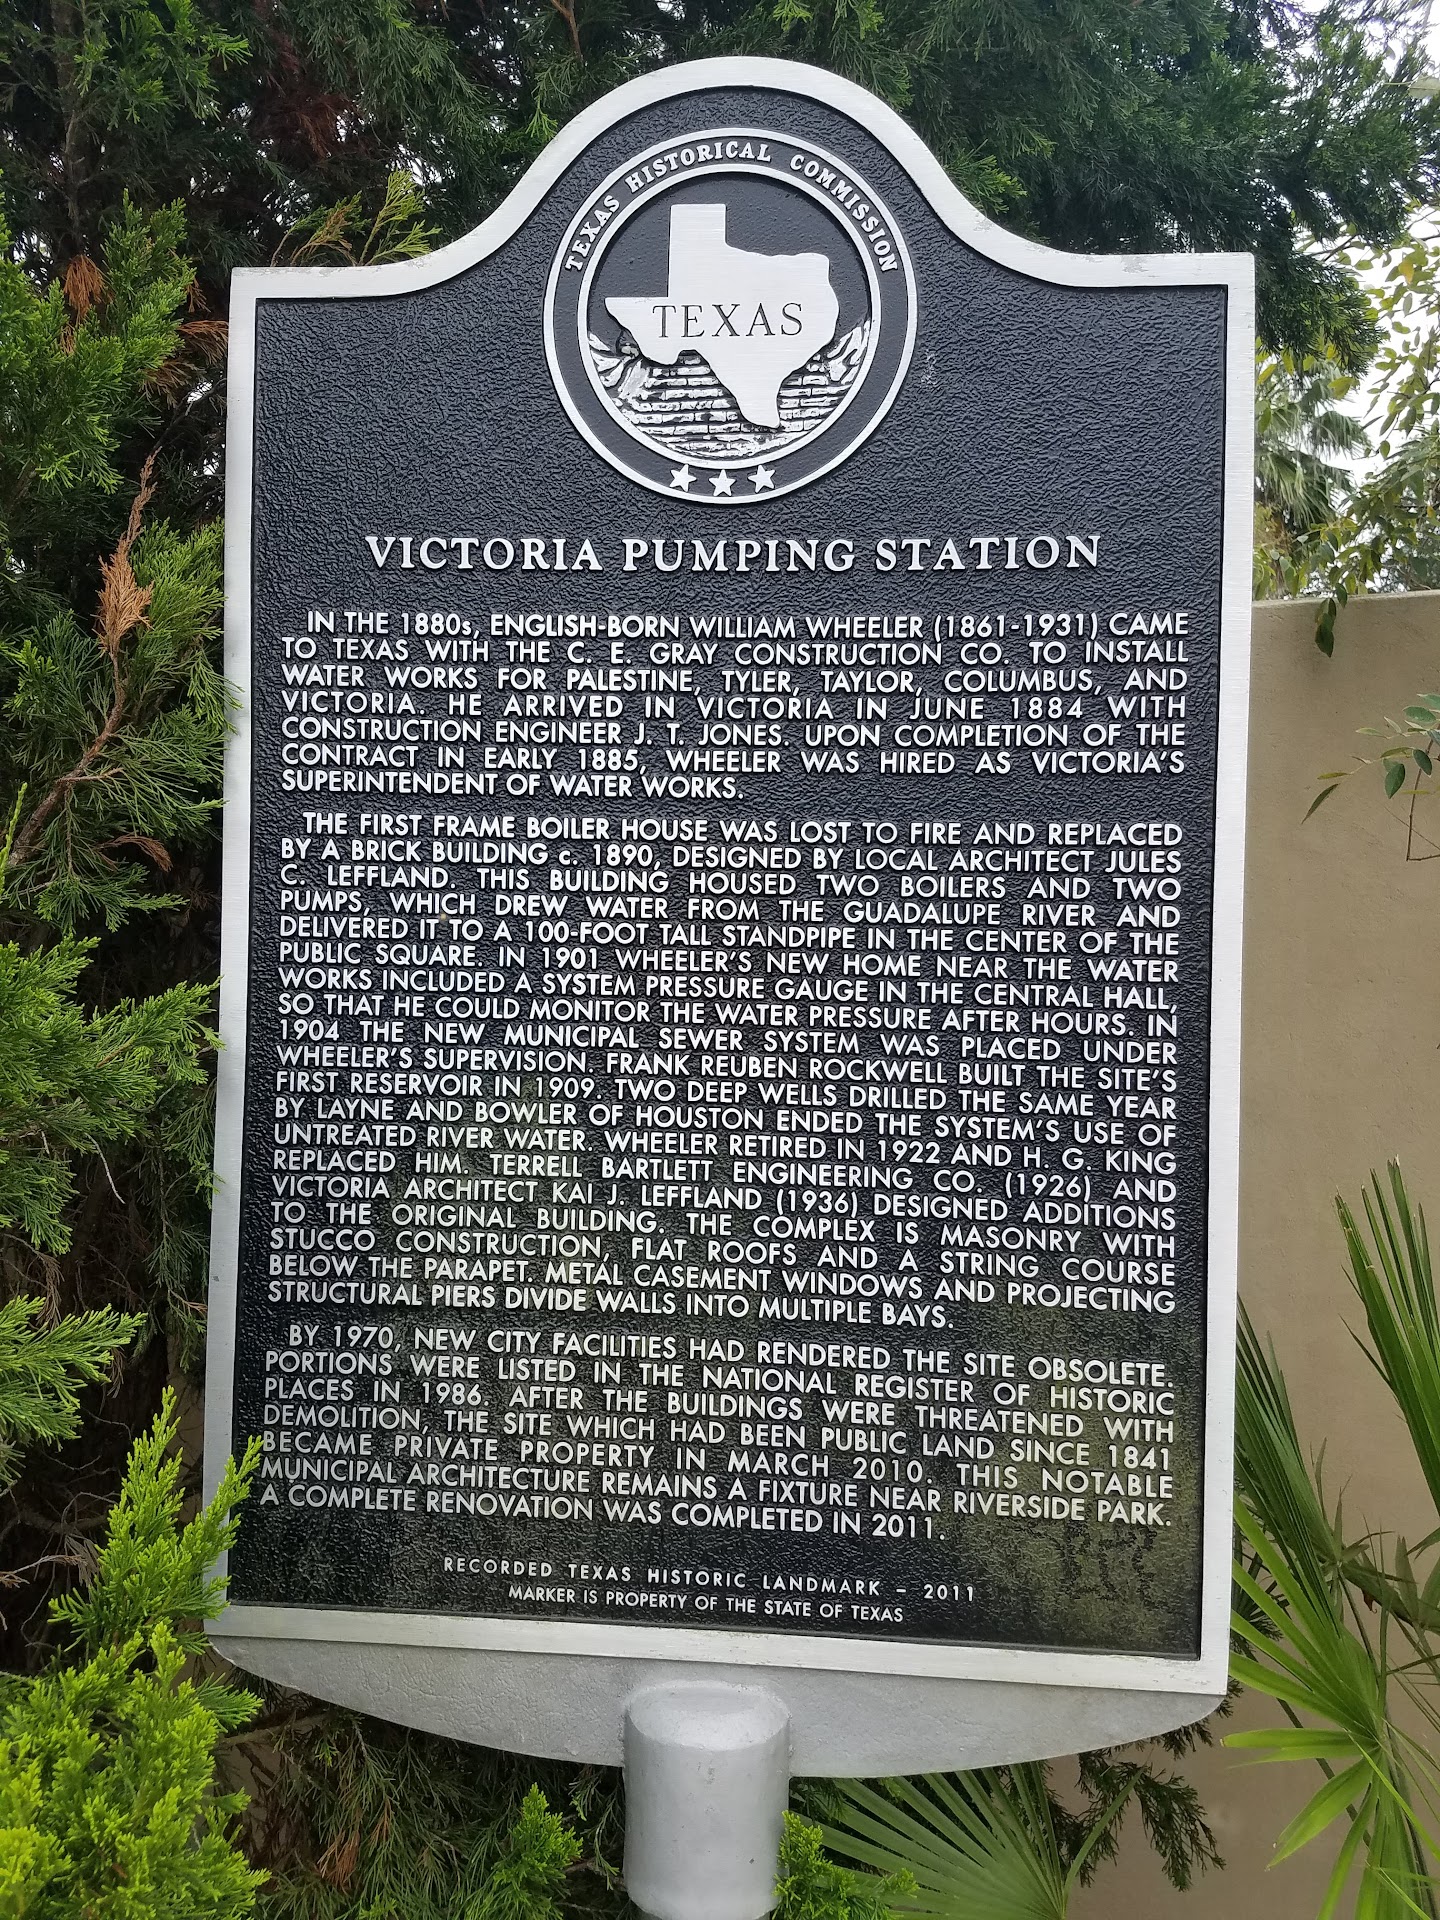 TEXAS HISTORICAL COMMISSION
TEXAS
VICTORIA PUMPING STATION
IN THE 1880s, ENGLISH-BORN WILLIAM WHEELER (1861-1931) CAME
TO TEXAS WITH THE C. E. GRAY CONSTRUCTION CO. TO INSTALL
WATER WORKS FOR PALESTINE, TYLER, TAYLOR, COLUMBUS, AND
VICTORIA. HE ARRIVED IN VICTORIA IN JUNE 1884 WITH
CONSTRUCTION ENGINEER J. T. JONES. UPON COMPLETION OF THE
CONTRACT IN EARLY 1885, WHEELER WAS HIRED AS VICTORIA'S
SUPERINTENDENT OF WATER WORKS.
THE FIRST FRAME BOILER HOUSE WAS LOST TO FIRE AND REPLACED
BY A BRICK BUILDING c. 1890, DESIGNED BY LOCAL ARCHITECT JULES
C. LEFFLAND. THIS BUILDING HOUSED TWO BOILERS AND TWO
PUMPS, WHICH DREW WATER FROM THE GUADALUPE RIVER AND
DELIVERED IT TO A 100-FOOT TALL STANDPIPE IN THE CENTER OF THE
PUBLIC SQUARE. IN 1901 WHEELER'S NEW HOME NEAR THE WATER
WORKS INCLUDED A SYSTEM PRESSURE GAUGE IN THE CENTRAL HALL,
SO THAT HE COULD MONITOR THE WATER PRESSURE AFTER HOURS. IN
1904 THE NEW MUNICIPAL SEWER SYSTEM WAS PLACED UNDER
WHEELER'S SUPERVISION. FRANK REUBEN ROCKWELL BUILT THE SITE'S
FIRST RESERVOIR IN 1909. TWO DEEP WELLS DRILLED THE SAME YEAR
BY LAYNE AND BOWLER OF HOUSTON ENDED THE SYSTEM'S USE OF
UNTREATED RIVER WATER. WHEELER RETIRED IN 1922 AND H. G. KING
REPLACED HIM. TERRELL BARTLETT ENGINEERING CO. (1926) AND
VICTORIA ARCHITECT KAI J. LEFFLAND (1936) DESIGNED ADDITIONS
TO THE ORIGINAL BUILDING. THE COMPLEX IS MASONRY WITH
STUCCO CONSTRUCTION, FLAT ROOFS AND A STRING COURSE
BELOW THE PARAPET. METAL CASEMENT WINDOWS AND PROJECTING
STRUCTURAL PIERS DIVIDE WALLS INTO MULTIPLE BAYS.
BY 1970, NEW CITY FACILITIES HAD RENDERED THE SITE OBSOLETE.
PORTIONS WERE LISTED IN THE NATIONAL REGISTER OF HISTORIC
PLACES IN 1986. AFTER THE BUILDINGS WERE THREATENED WITH
DEMOLITION, THE SITE WHICH HAD BEEN PUBLIC LAND SINCE 1841
BECAME PRIVATE PROPERTY IN MARCH 2010. THIS NOTABLE
MUNICIPAL ARCHITECTURE REMAINS A FIXTURE NEAR RIVERSIDE PARK.
A COMPLETE RENOVATION WAS COMPLETED IN 2011.
RECORDED TEXAS HISTORIC LANDMARK – 2011
MARKER IS PROPERTY OF THE STATE OF TEXAS